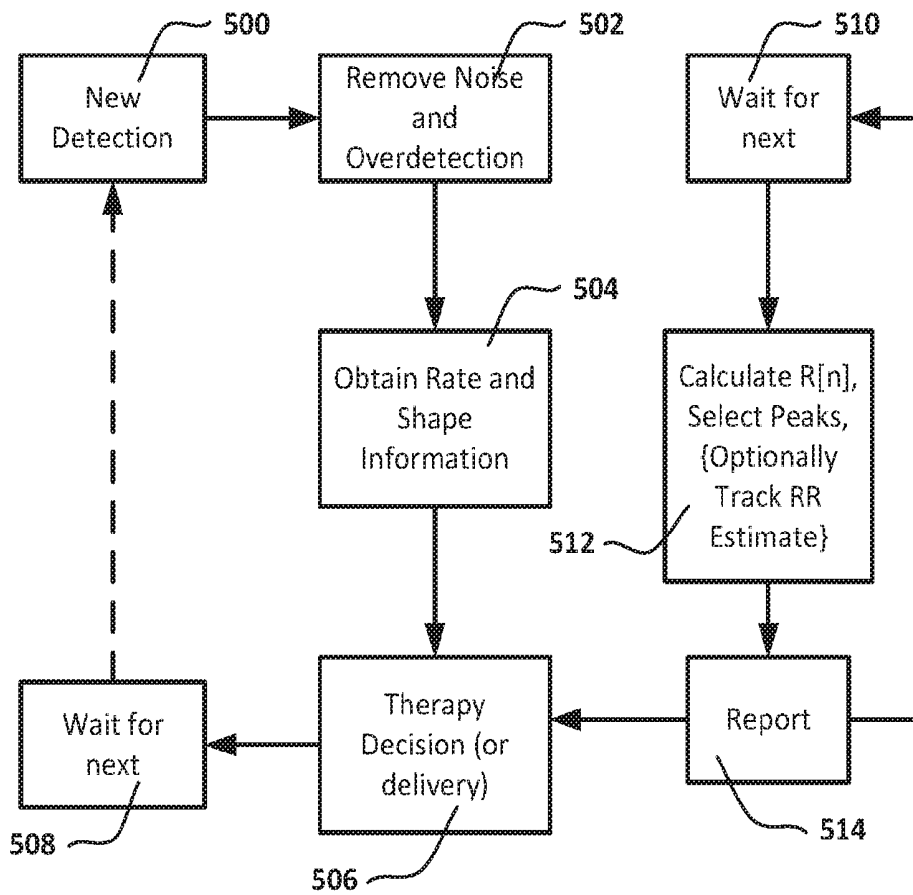 500
New
Detection
502
Remove Noise
and
Overdetection
504
Obtain Rate and
Shape
Information
Therapy
Decision (or
delivery)
506
Wait for
next
508
510
Wait for
next
Calculate R[n],
Select Peaks,
{Optionally
Track RR
Estimate}
512
Report
514